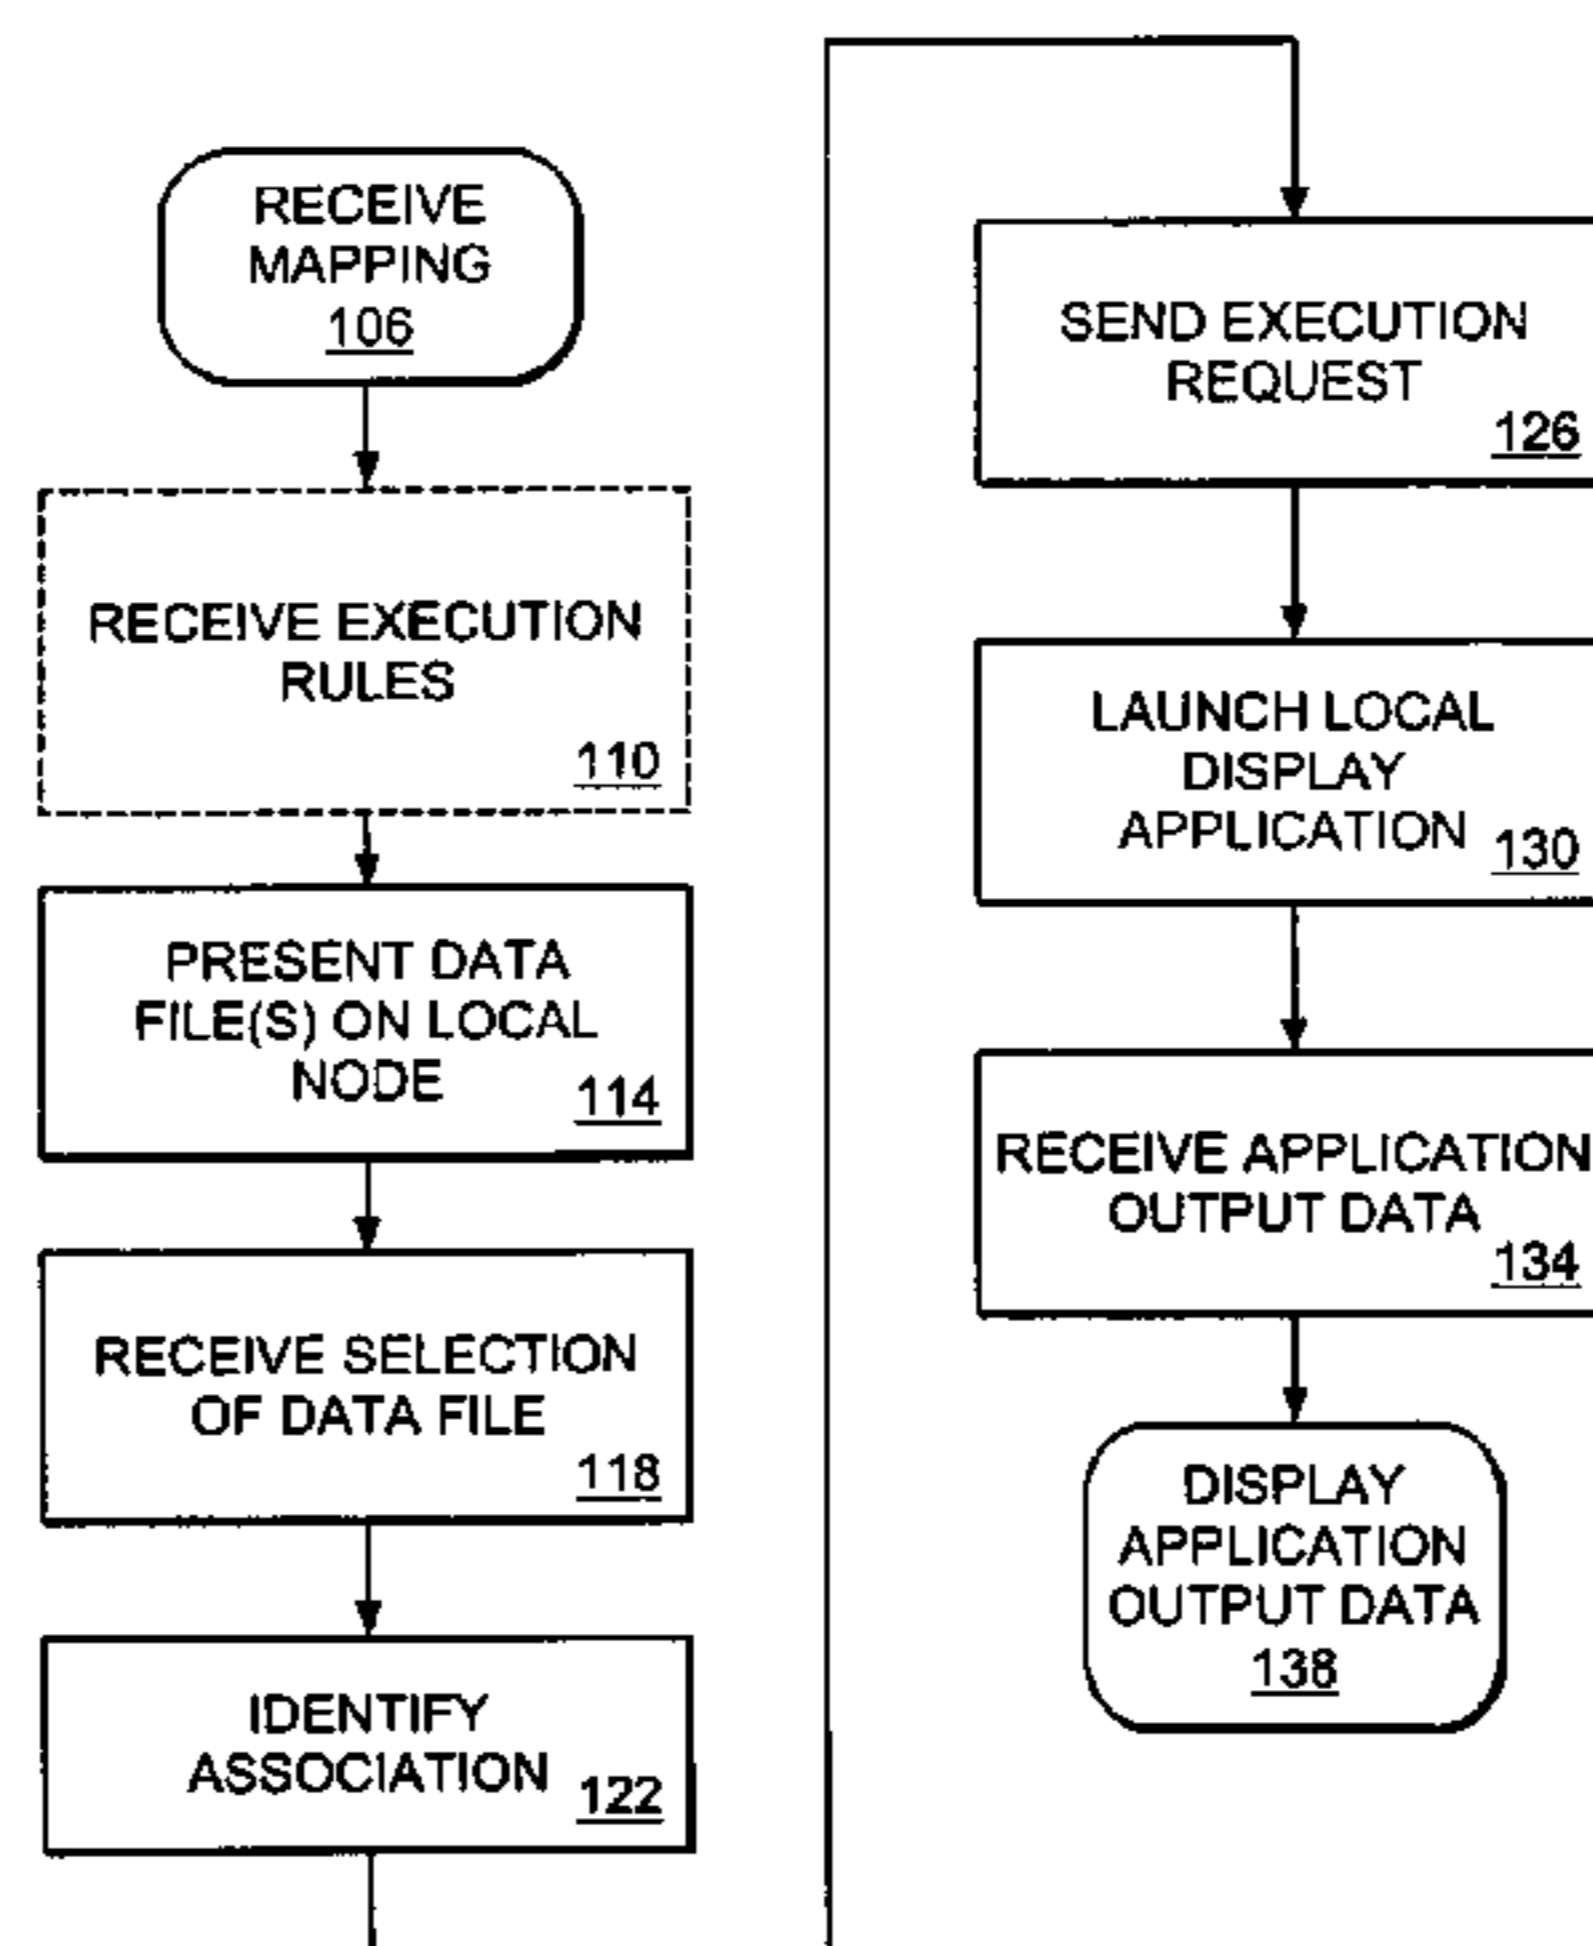 RECEIVE
MAPPING
106
RECEIVE EXECUTION
RULES
110
PRESENT DATA
FILE(S) ON LOCAL
NODE
114
RECEIVE SELECTION
OF DATA FILE
118
IDENTIFY
ASSOCIATION
122
SEND EXECUTION
REQUEST
126
LAUNCH LOCAL
DISPLAY
APPLICATION
130
RECEIVE APPLICATION
OUTPUT DATA
134
DISPLAY
APPLICATION
OUTPUT DATA
138